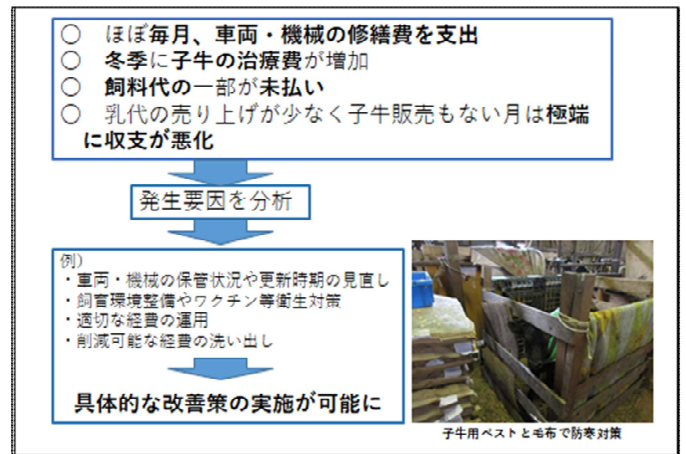 ○ ほぼ毎月、車両・機械の修繕費を支出
○ 冬季に子牛の治療費が増加
○ 飼料代の一部が未払い
○ 乳代の売り上げが少なく子牛販売もない月は極端
に収支が悪化
発生要因を分析
例）
・車両・機械の保管状況や更新時期の見直し
・飼育環境整備やワクチン等衛生対策
・適切な経費の運用
・削減可能な経費の洗い出し
具体的な改善策の実施が可能に
子牛用ベストと毛布で防寒対策